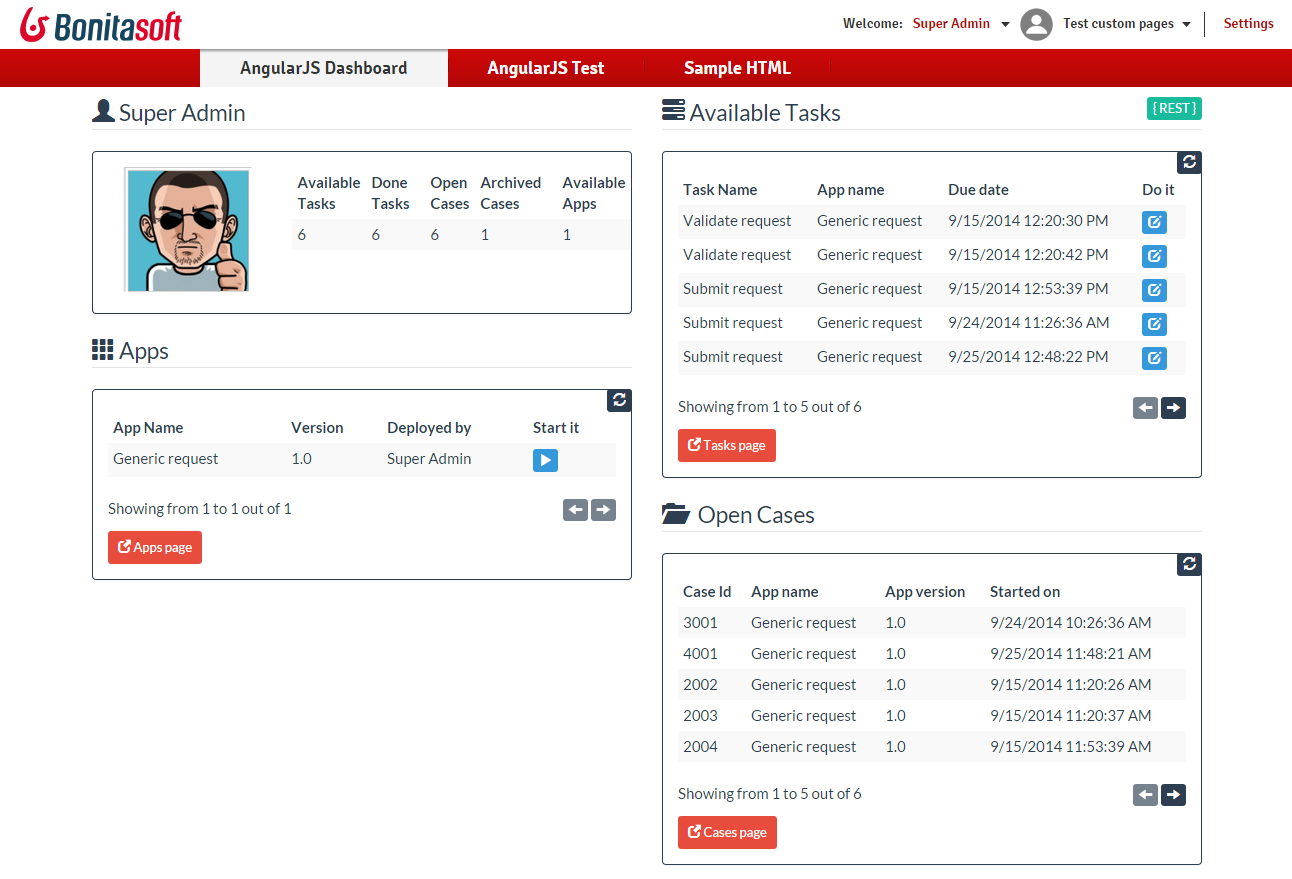 Bonitasoft
Welcome: Super Admin Test custom pages Settings
AngularJS Dashboard AngularJS Test Sample HTML
Super Admin
Available Tasks Done Tasks Open Cases Archived Cases Available Apps
6 6 6 1 1
Apps
App Name Version Deployed by Start it
Generic request 1.0 Super Admin
Showing from 1 to 1 out of 1
Apps page
Available Tasks {REST}
Task Name App name Due date Do it
Validate request Generic request 9/15/2014 12:20:30 PM
Validate request Generic request 9/15/2014 12:20:42 PM
Submit request Generic request 9/15/2014 12:53:39 PM
Submit request Generic request 9/24/2014 11:26:36 AM
Submit request Generic request 9/25/2014 12:48:22 PM
Showing from 1 to 5 out of 6
Tasks page
Open Cases
Case Id App name App version Started on
3001 Generic request 1.0 9/24/2014 10:26:36 AM
4001 Generic request 1.0 9/25/2014 11:48:21 AM
2002 Generic request 1.0 9/15/2014 11:20:26 AM
2003 Generic request 1.0 9/15/2014 11:20:37 AM
2004 Generic request 1.0 9/15/2014 11:53:39 AM
Showing from 1 to 5 out of 6
Cases page